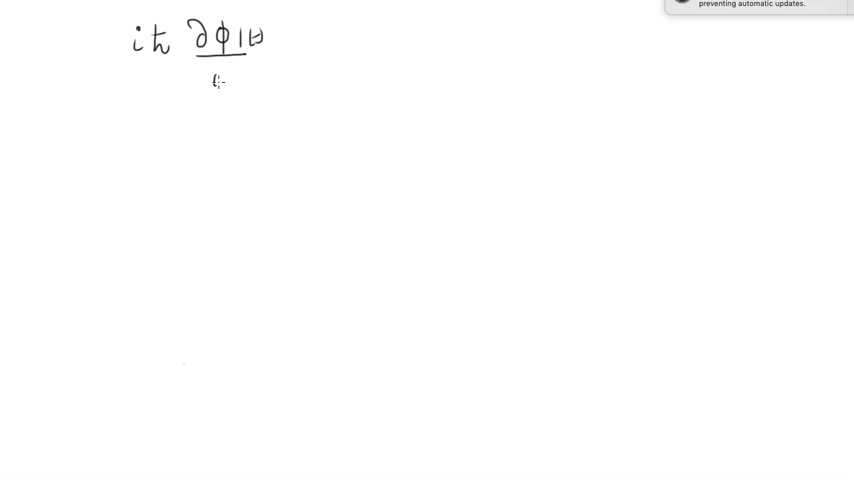 preventing automatic updates.
iħ ∂ϕ(t)